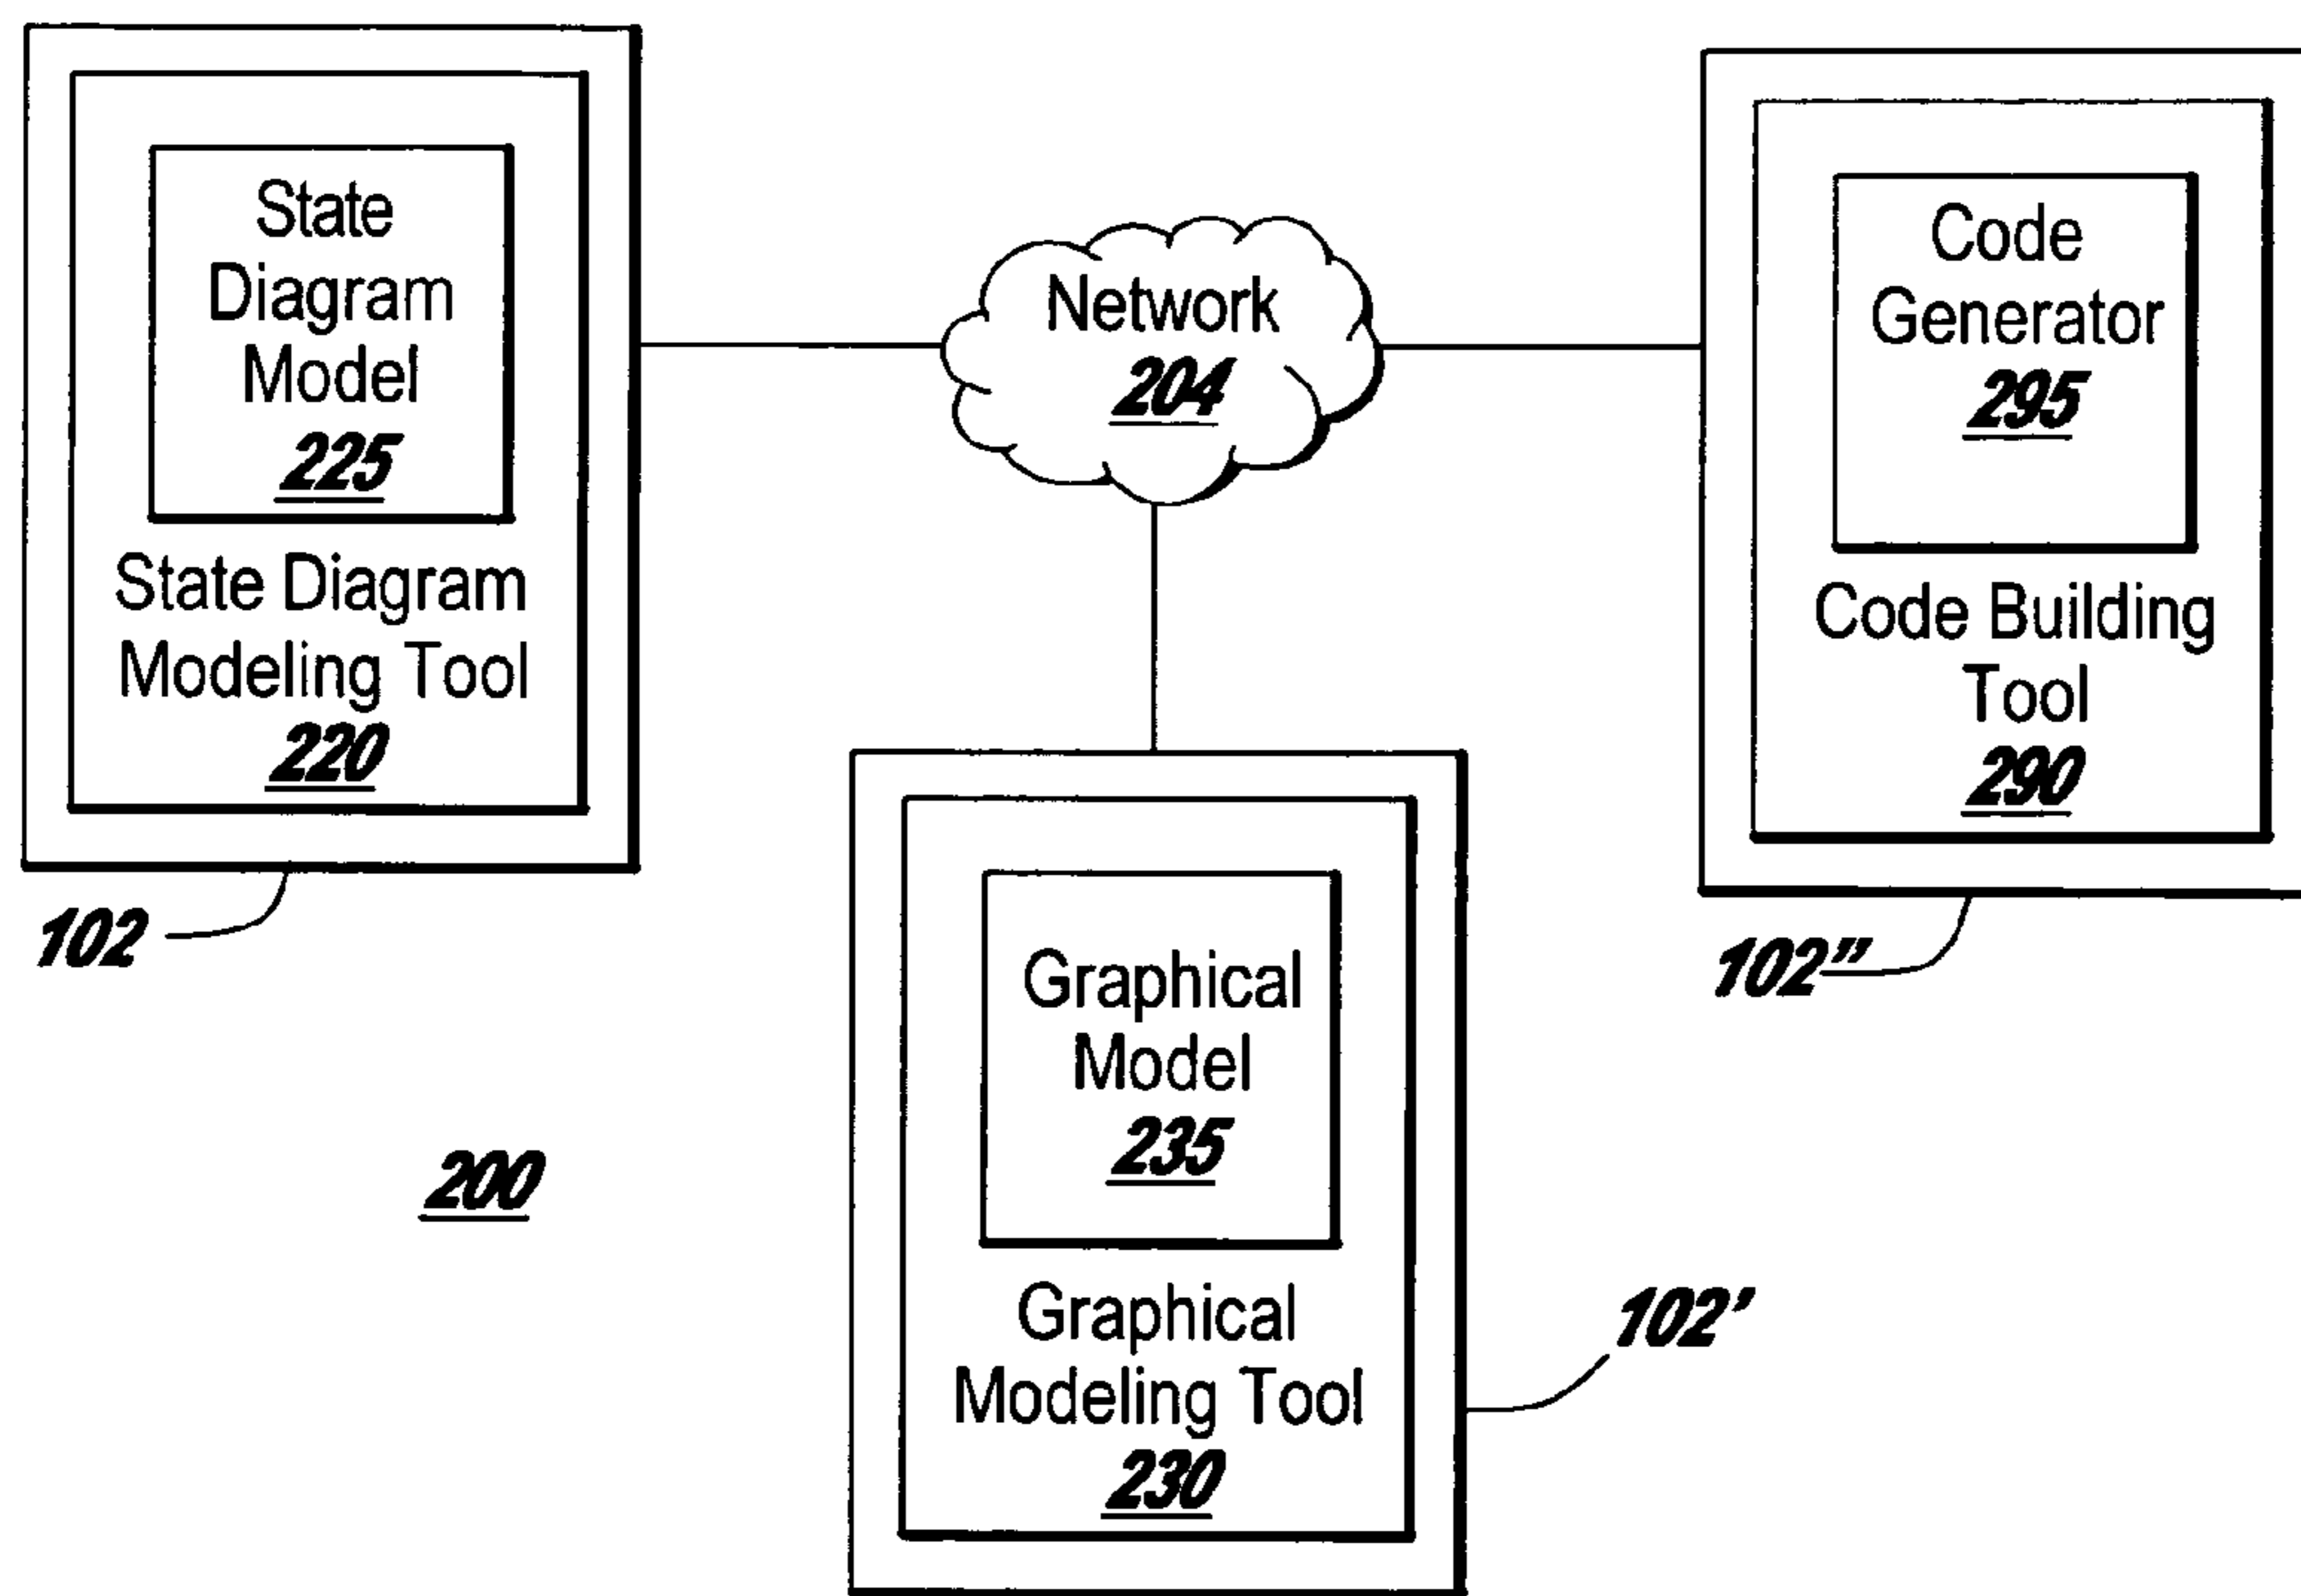 State
Diagram
Model
225
State Diagram
Modeling Tool
220
102
Network
204
Code
Generator
295
Code Building
Tool
290
102"
Graphical
Model
235
Graphical
Modeling Tool
230
102'
200